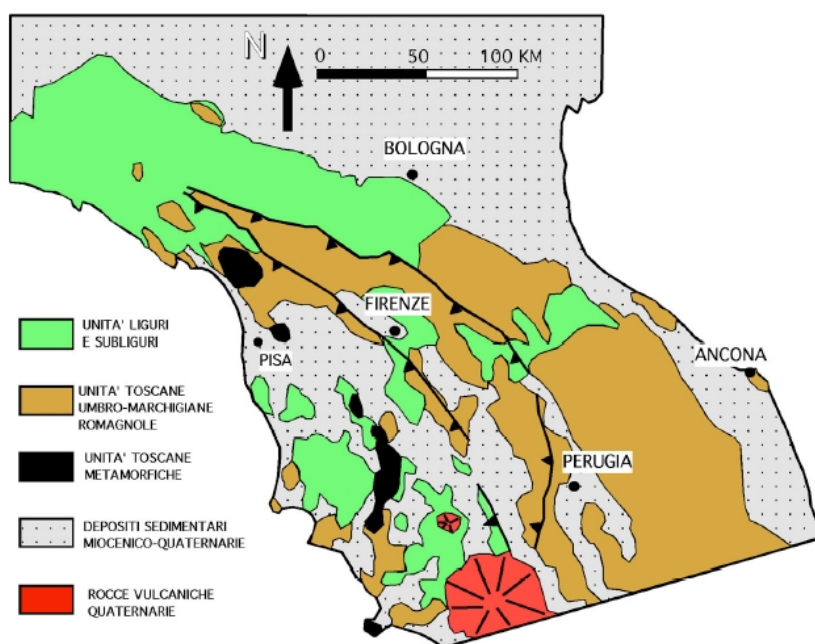 N
0 50 100 KM
BOLOGNA
FIRENZE
PISA
ANCONA
PERUGIA
UNITA' LIGURI
E SUBLIGURI
UNITA' TOSCANE
UMBRO-MARCHIGIANE
ROMAGNOLE
UNITA' TOSCANE
METAMORFICHE
DEPOSITI SEDIMENTARI
MIOCENICO-QUATERNARIE
ROCCE VULCANICHE
QUATERNARIE